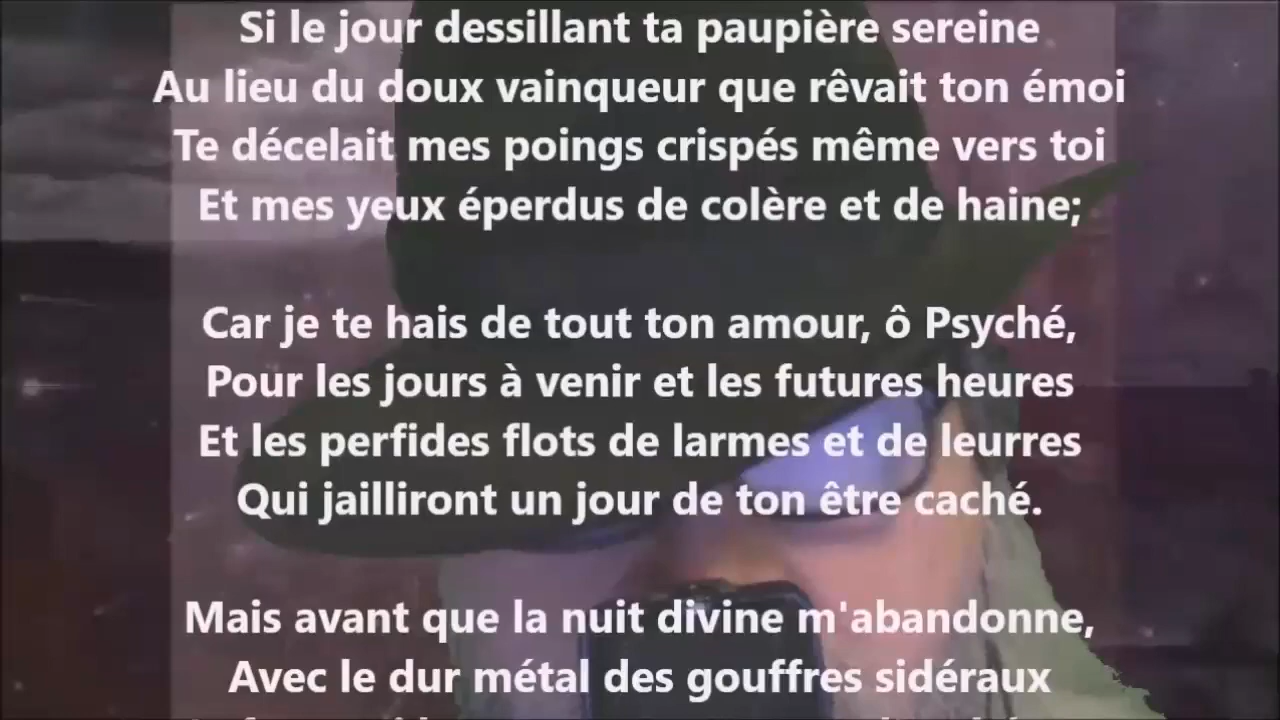 Si le jour dessillant ta paupière sereine
Au lieu du doux vainqueur que rêvait ton émoi
Te décelait mes poings crispés même vers toi
Et mes yeux éperdus de colère et de haine;
Car je te hais de tout ton amour, ô Psyché,
Pour les jours à venir et les futures heures
Et les perfides flots de larmes et de leurres
Qui jailliront un jour de ton être caché.
Mais avant que la nuit divine m'abandonne,
Avec le dur métal des gouffres sidéraux